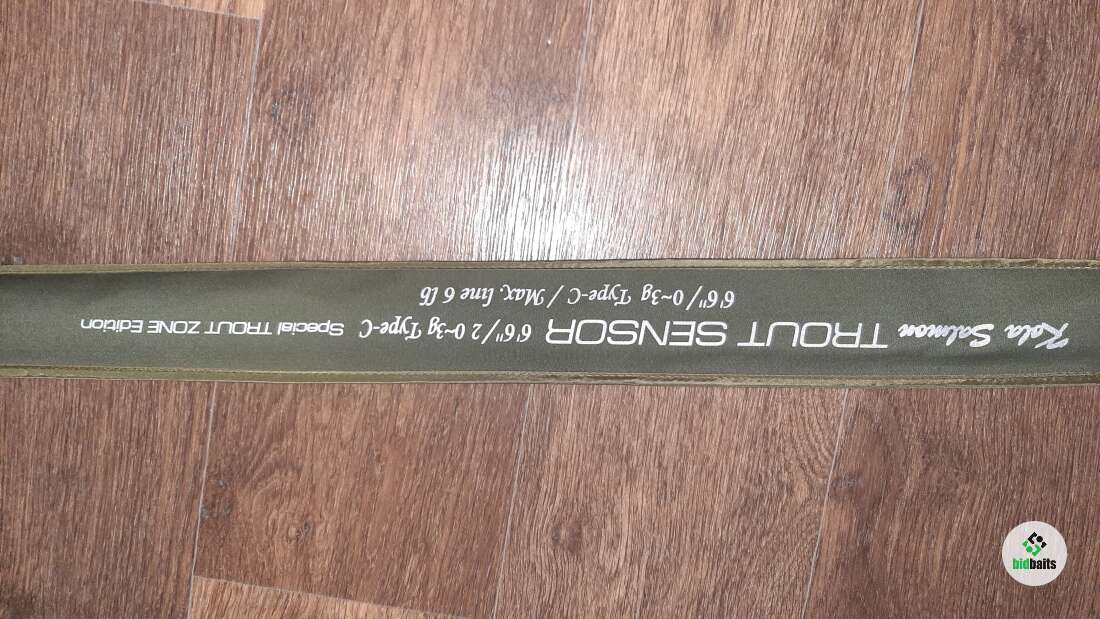 Kola Salmon TROUT SENSOR 6'6"/2 0~3g Type-C Special TROUT ZONE Edition
6'6"/0~3g Type-C / Max, line 6 lb
bidbaits